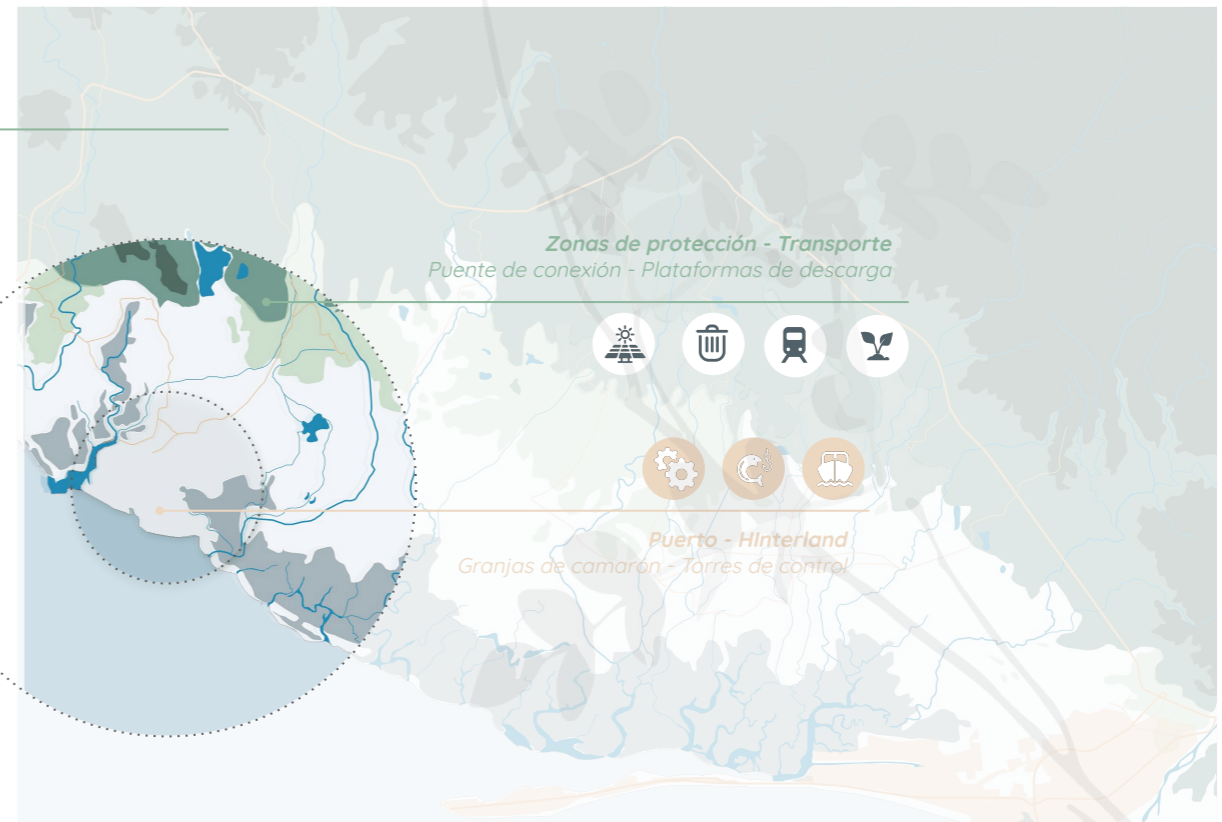 Zonas de protección - Transporte
Puente de conexión - Plataformas de descarga
Puerto - HInterland
Granjas de camarón - Torres de control